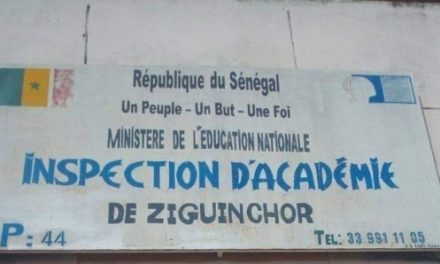 République du Sénégal
Un Peuple - Un But - Une Foi
MINISTERE DE L'EDUCATION NATIONALE
INSPECTION D'ACADÉMIE
DE ZIGUINCHOR
P: 44 TEL: 33 991 11 05